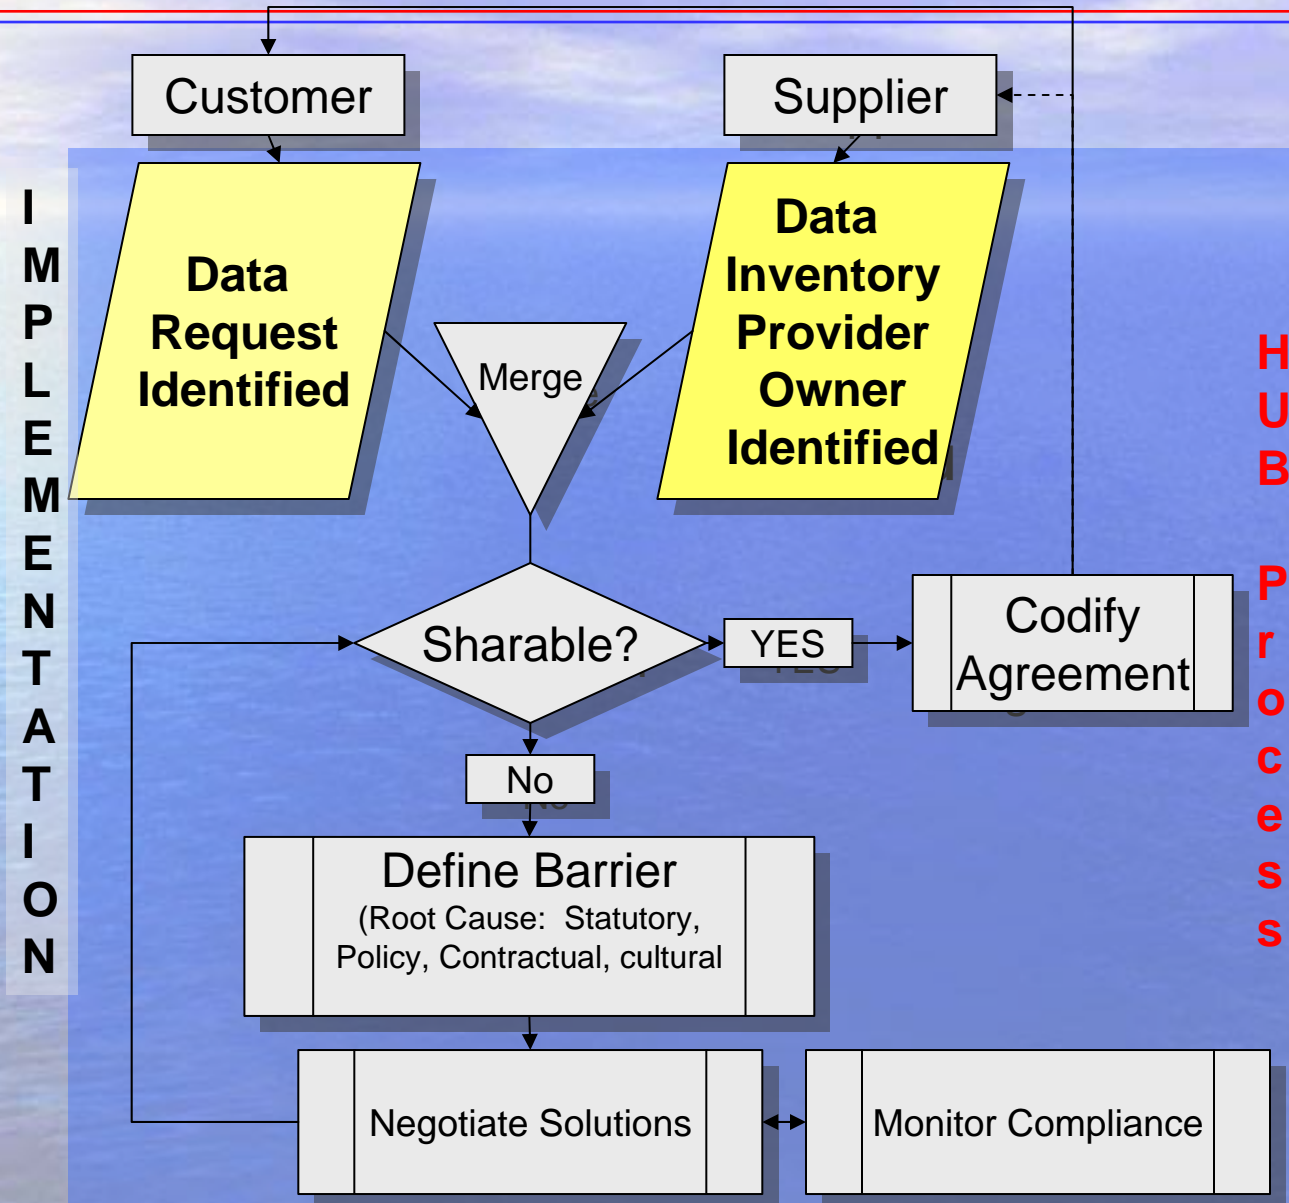 Customer
Supplier
IMPLEMENTATION
Data
Request
Identified
Data
Inventory
Provider
Owner
Identified
Merge
HUB Process
Sharable?
YES
Codify
Agreement
No
Define Barrier
(Root Cause: Statutory,
Policy, Contractual, cultural
Negotiate Solutions
Monitor Compliance